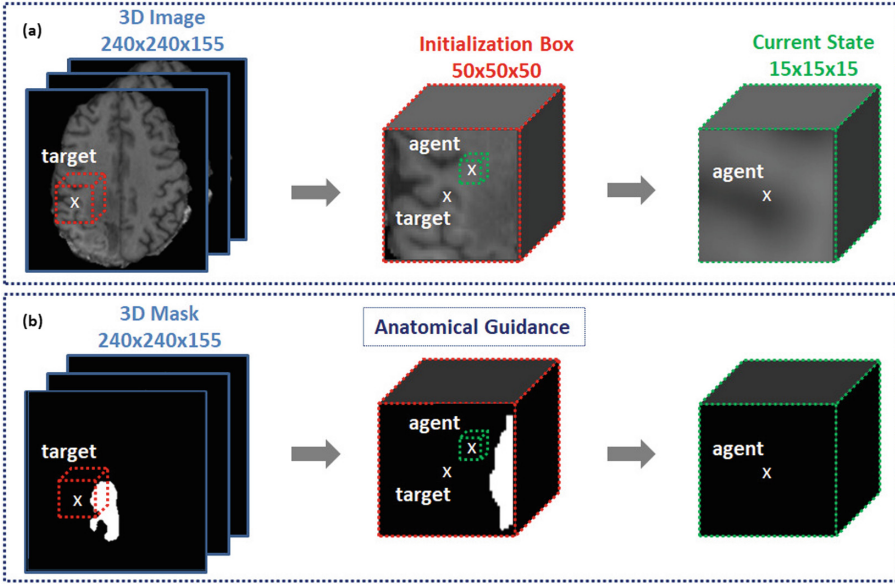 (a)
3D Image
240x240x155
Initialization Box
50x50x50
Current State
15x15x15
target
x
agent
x
x
target
agent
x
(b)
3D Mask
240x240x155
Anatomical Guidance
target
x
agent
x
x
target
agent
x